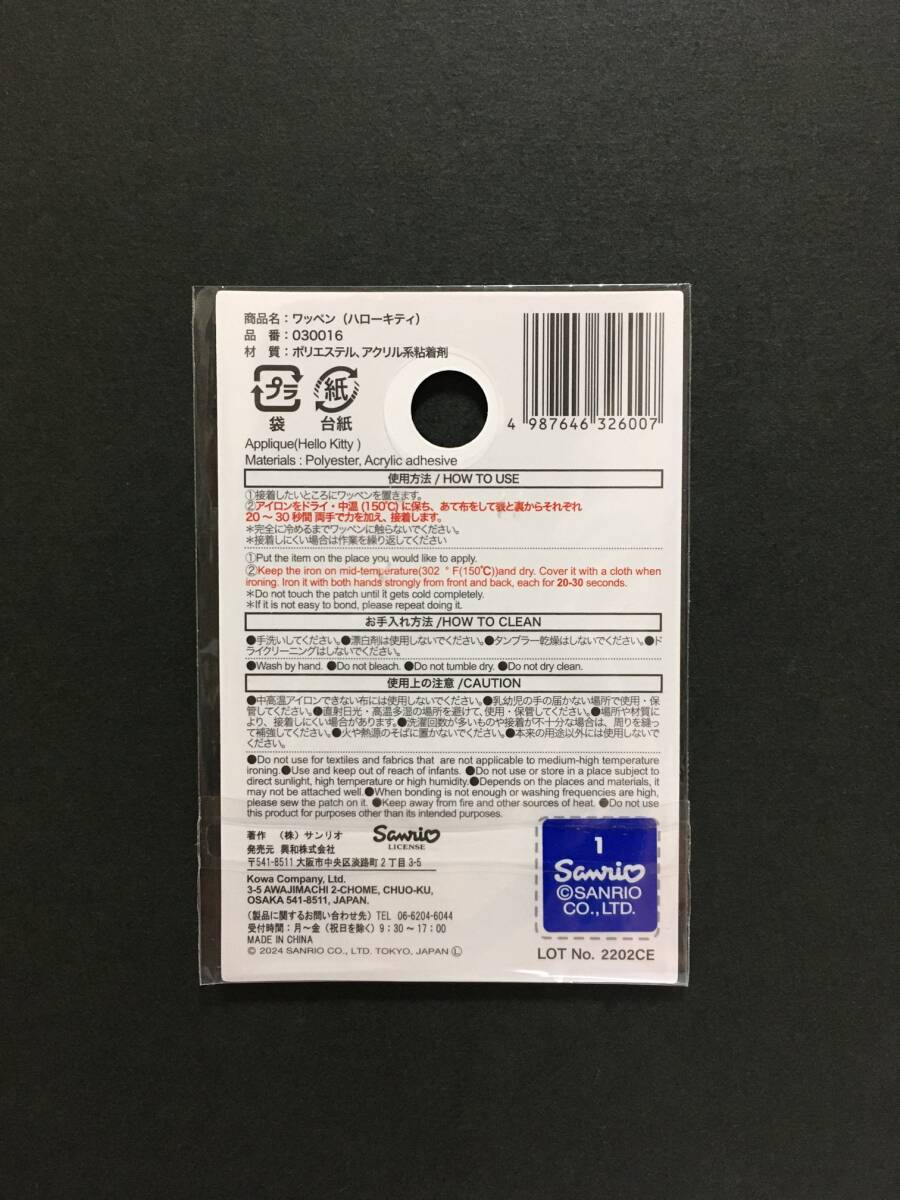 商品名：ワッペン（ハローキティ）
品　番：030016
材　質：ポリエステル、アクリル系粘着剤
プラ
袋
紙
台紙
4 987646 326007
Applique(Hello Kitty )
Materials : Polyester, Acrylic adhesive
使用方法 / HOW TO USE
①接着したいところにワッペンを置きます。
②アイロンをドライ・中温 (150℃) に保ち、あて布をして表と裏からそれぞれ
20 〜 30 秒間 両手で力を加え、接着します。
＊完全に冷めるまでワッペンに触らないでください。
＊接着しにくい場合は作業を繰り返してください
①Put the item on the place you would like to apply.
②Keep the iron on mid-temperature(302 ° F(150℃))and dry. Cover it with a cloth when
ironing. Iron it with both hands strongly from front and back, each for 20-30 seconds.
＊Do not touch the patch until it gets cold completely.
＊If it is not easy to bond, please repeat doing it.
お手入れ方法 /HOW TO CLEAN
●手洗いしてください。●漂白剤は使用しないでください。●タンブラー乾燥はしないでください。●ド
ライクリーニングはしないでください。
●Wash by hand. ●Do not bleach. ●Do not tumble dry. ●Do not dry clean.
使用上の注意 /CAUTION
●中高温アイロンできない布には使用しないでください。●乳幼児の手の届かない場所で使用・保
管してください。●直射日光・高温多湿の場所を避けて、使用・保管してください。●場所や材質に
より、接着しにくい場合があります。●洗濯回数が多いものや接着が不十分な場合は、周りを縫っ
て補強してください。●火や熱源のそばに置かないでください。●本来の用途以外には使用しないで
ください。
●Do not use for textiles and fabrics that are not applicable to medium-high temperature
ironing.●Use and keep out of reach of infants. ●Do not use or store in a place subject to
direct sunlight, high temperature or high humidity.●Depends on the places and materials, it
may not be attached well.●When bonding is not enough or washing frequencies are high,
please sew the patch on it. ●Keep away from fire and other sources of heat. ●Do not use
this product for purposes other than its intended purposes.
著作　（株）サンリオ
Sanrio
LICENSE
発売元　興和株式会社
〒541-8511 大阪市中央区淡路町 2 丁目 3-5
Kowa Company, Ltd.
3-5 AWAJIMACHI 2-CHOME, CHUO-KU,
OSAKA 541-8511, JAPAN.
（製品に関するお問い合わせ先）TEL 06-6204-6044
受付時間：月〜金（祝日を除く）9：30 〜 17：00
MADE IN CHINA
© 2024 SANRIO CO., LTD. TOKYO, JAPAN Ⓛ
1
Sanrio
©SANRIO
CO.,LTD.
LOT No. 2202CE